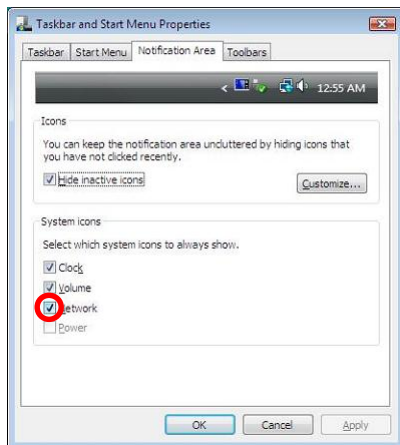 Taskbar and Start Menu Properties
Taskbar Start Menu Notification Area Toolbars
12:55 AM
Icons
You can keep the notification area uncluttered by hiding icons that
you have not clicked recently.
Hide inactive icons
Customize...
System icons
Select which system icons to always show.
Clock
Volume
etwork
Power
OK Cancel Apply